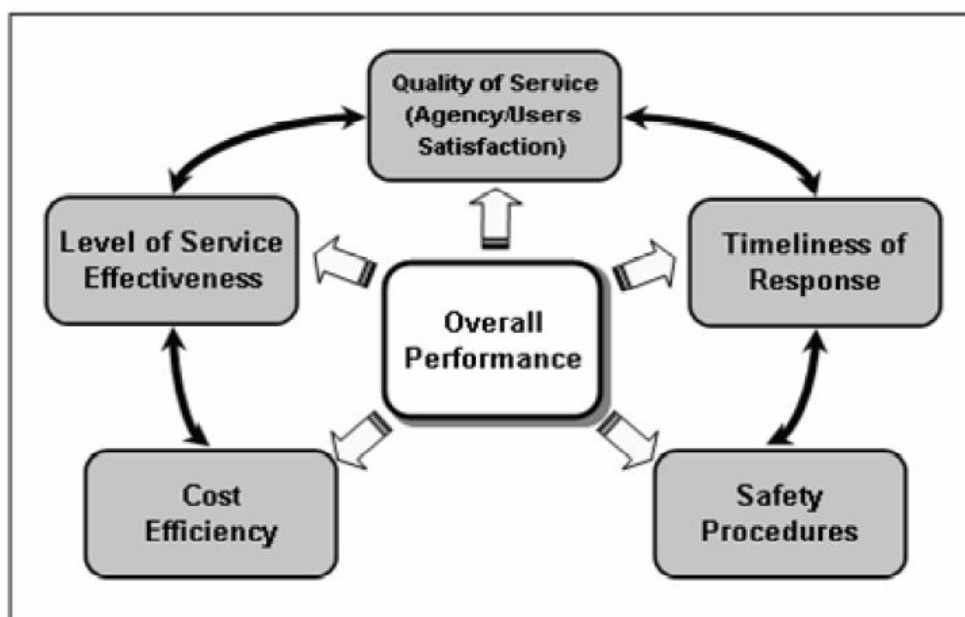 Quality of Service
(Agency/Users
Satisfaction)
Level of Service
Effectiveness
Timeliness of
Response
Overall
Performance
Cost
Efficiency
Safety
Procedures